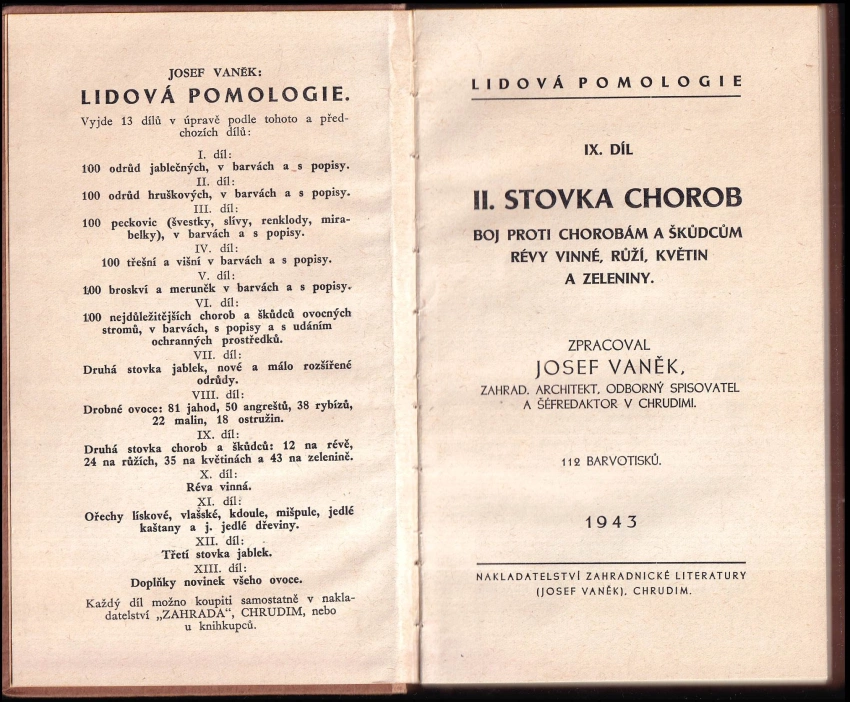 JOSEF VANĚK:
LIDOVÁ POMOLOGIE.
Vyjde 13 dílů v úpravě podle tohoto a před-
chozích dílů:
I. díl:
100 odrůd jablečných, v barvách a s popisy.
II. díl:
100 odrůd hruškových, v barvách a s popisy.
III. díl:
100 peckovic (švestky, slívy, renklody, mira-
belky), v barvách a s popisy.
IV. díl:
100 třešní a višní v barvách a s popisy.
V. díl:
100 broskví a meruněk v barvách a s popisy.
VI. díl:
100 nejdůležitějších chorob a škůdců ovocných
stromů, v barvách, s popisy a s udáním
ochranných prostředků.
VII. díl:
Druhá stovka jablek, nové a málo rozšířené
odrůdy.
VIII. díl:
Drobné ovoce: 81 jahod, 50 angreštů, 38 rybízů,
22 malin, 18 ostružin.
IX. díl:
Druhá stovka chorob a škůdců: 12 na révě,
24 na růžích, 35 na květinách a 43 na zelenině.
X. díl:
Réva vinná.
XI. díl:
Ořechy lískové, vlašské, kdoule, mišpule, jedlé
kaštany a j. jedlé dřeviny.
XII. díl:
Třetí stovka jablek.
XIII. díl:
Doplňky novinek všeho ovoce.
Každý díl možno koupiti samostatně v nakla-
datelství „ZAHRADA“, CHRUDIM, nebo
u knihkupců.
LIDOVÁ POMOLOGIE
IX. DÍL
II. STOVKA CHOROB
BOJ PROTI CHOROBÁM A ŠKŮDCŮM
RÉVY VINNÉ, RŮŽÍ, KVĚTIN
A ZELENINY.
ZPRACOVAL
JOSEF VANĚK,
ZAHRAD. ARCHITEKT, ODBORNÝ SPISOVATEL
A ŠÉFREDAKTOR V CHRUDIMI.
112 BARVOTISKŮ.
1943
NAKLADATELSTVÍ ZAHRADNICKÉ LITERATURY
(JOSEF VANĚK), CHRUDIM.